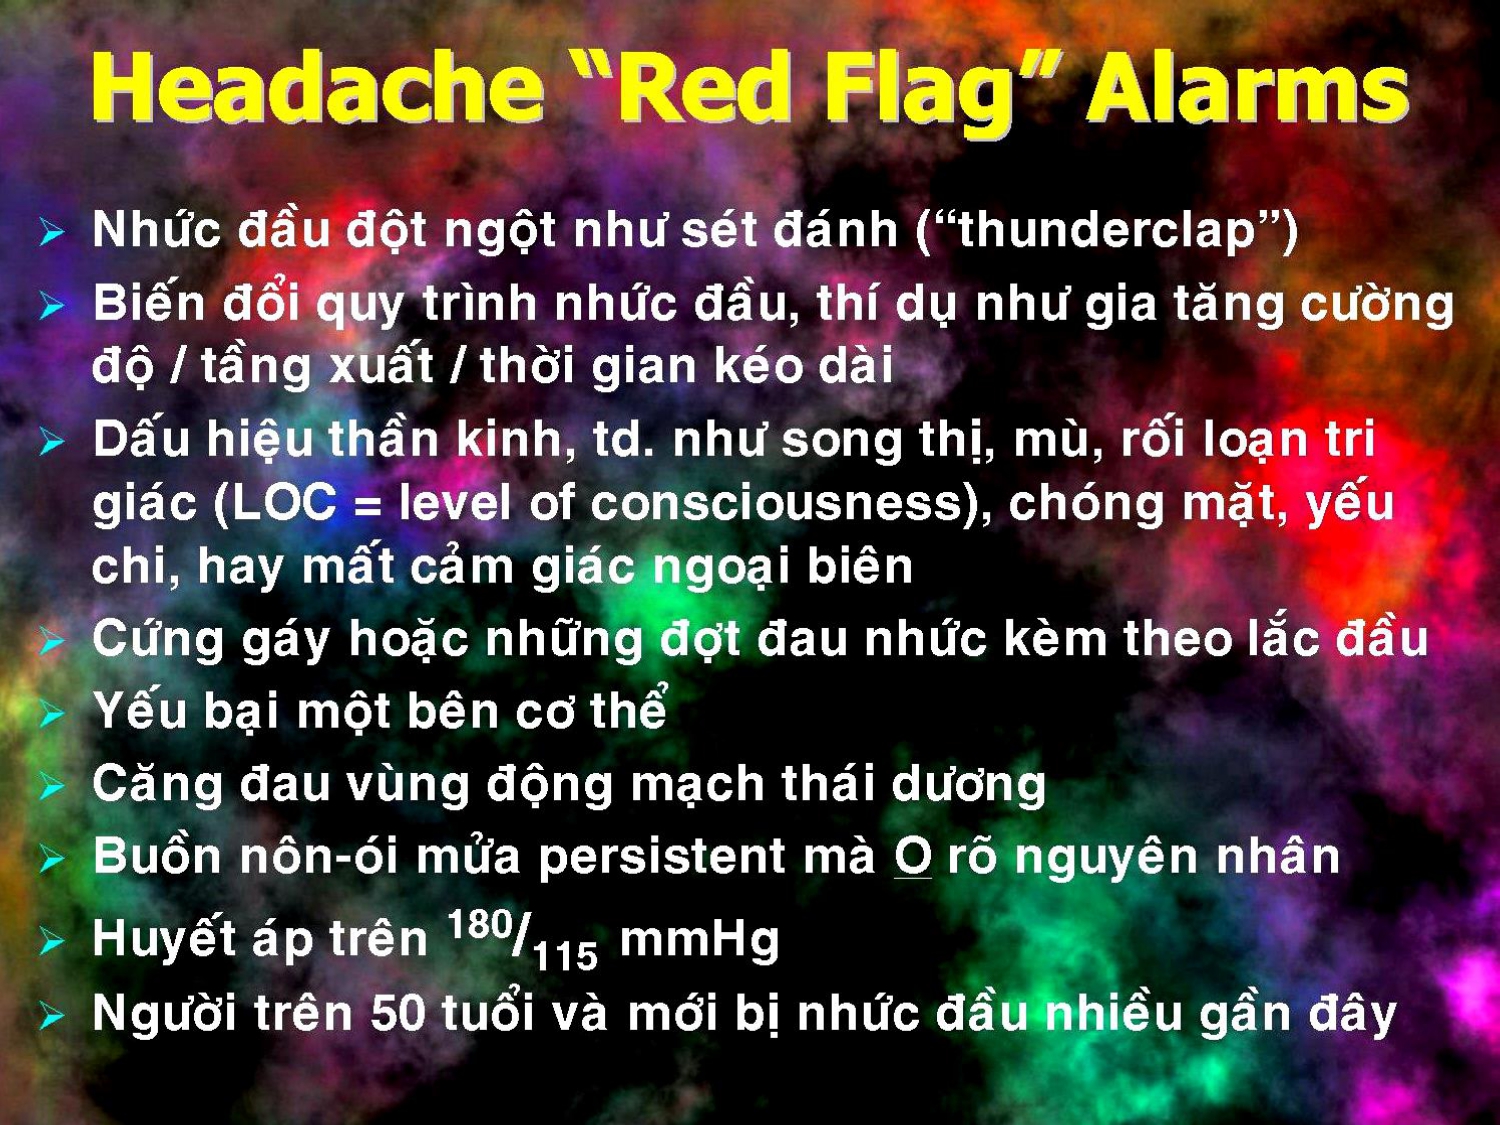 Headache “Red Flag” Alarms
➢ Nhức đầu đột ngột như sét đánh (“thunderclap”)
➢ Biến đổi quy trình nhức đầu, thí dụ như gia tăng cường
độ / tầng xuất / thời gian kéo dài
➢ Dấu hiệu thần kinh, td. như song thị, mù, rối loạn tri
giác (LOC = level of consciousness), chóng mặt, yếu
chi, hay mất cảm giác ngoại biên
➢ Cứng gáy hoặc những đợt đau nhức kèm theo lắc đầu
➢ Yếu bại một bên cơ thể
➢ Căng đau vùng động mạch thái dương
➢ Buồn nôn-ói mửa persistent mà O rõ nguyên nhân
➢ Huyết áp trên 180/115 mmHg
➢ Người trên 50 tuổi và mới bị nhức đầu nhiều gần đây